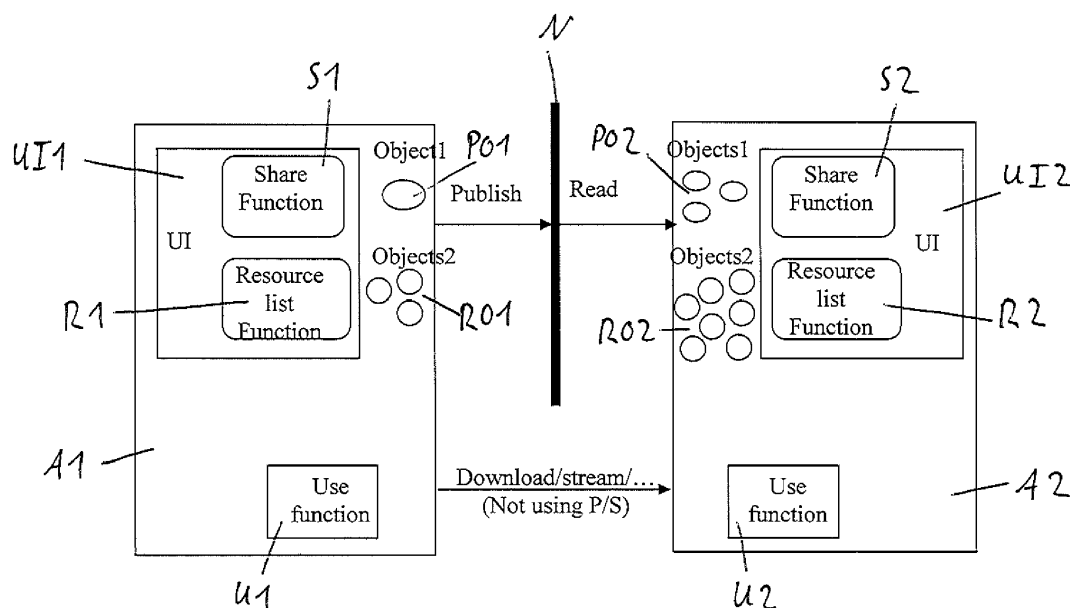 N
S1
S2
UI1
Object1
PO1
PO2
Objects1
UI2
Share
Function
Publish
Read
Share
Function
UI
UI
Objects2
Objects2
R1
Resource
list
Function
RO1
RO2
Resource
list
Function
R2
A1
Download/stream/…
(Not using P/S)
A2
Use
function
Use
function
U1
U2